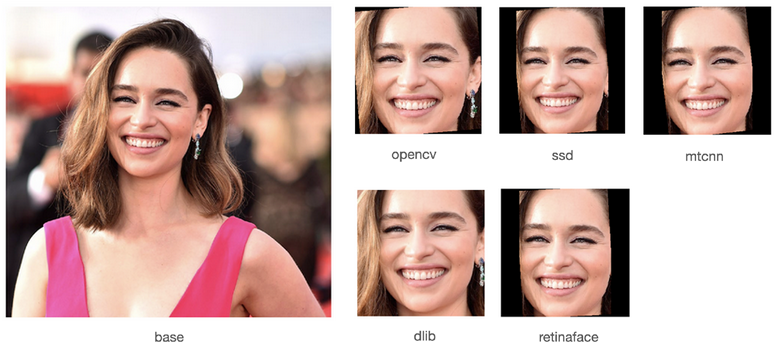 opencv
ssd
mtcnn
base
dlib
retinaface